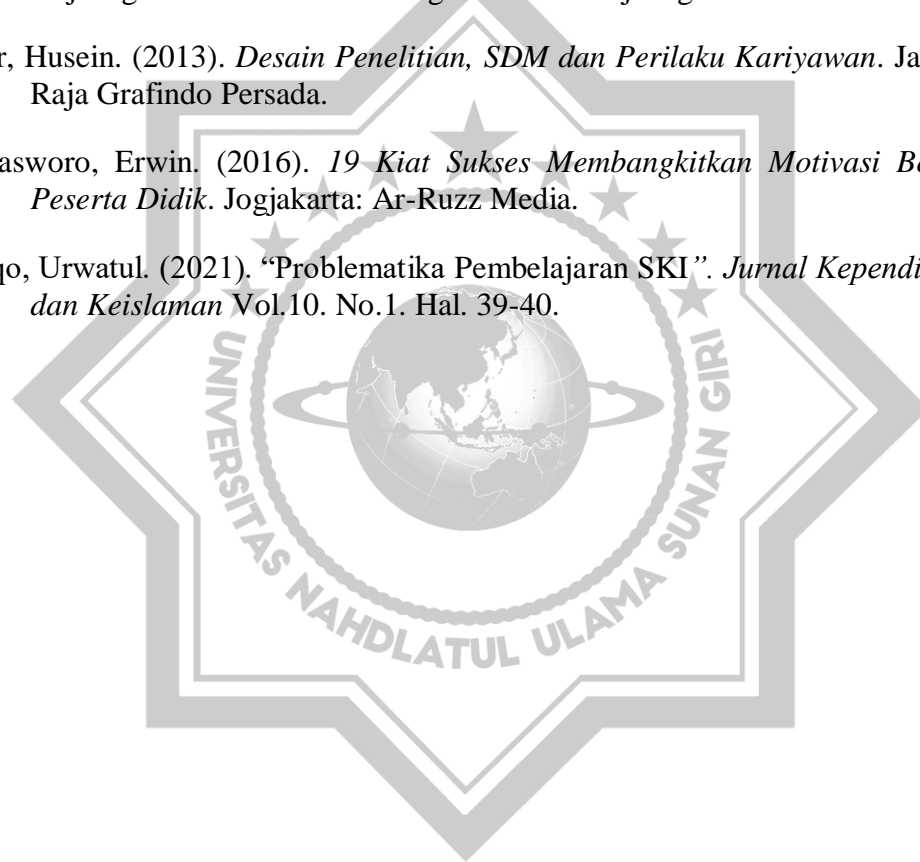 r, Husein. (2013). Desain Penelitian, SDM dan Perilaku Kariyawan. Ja
Raja Grafindo Persada.
asworo, Erwin. (2016). 19 Kiat Sukses Membangkitkan Motivasi Be
Peserta Didik. Jogjakarta: Ar-Ruzz Media.
qo, Urwatul. (2021). “Problematika Pembelajaran SKI”. Jurnal Kependi
dan Keislaman Vol.10. No.1. Hal. 39-40.
UNIVERSITAS NAHDLATUL ULAMA SUNAN GIRI